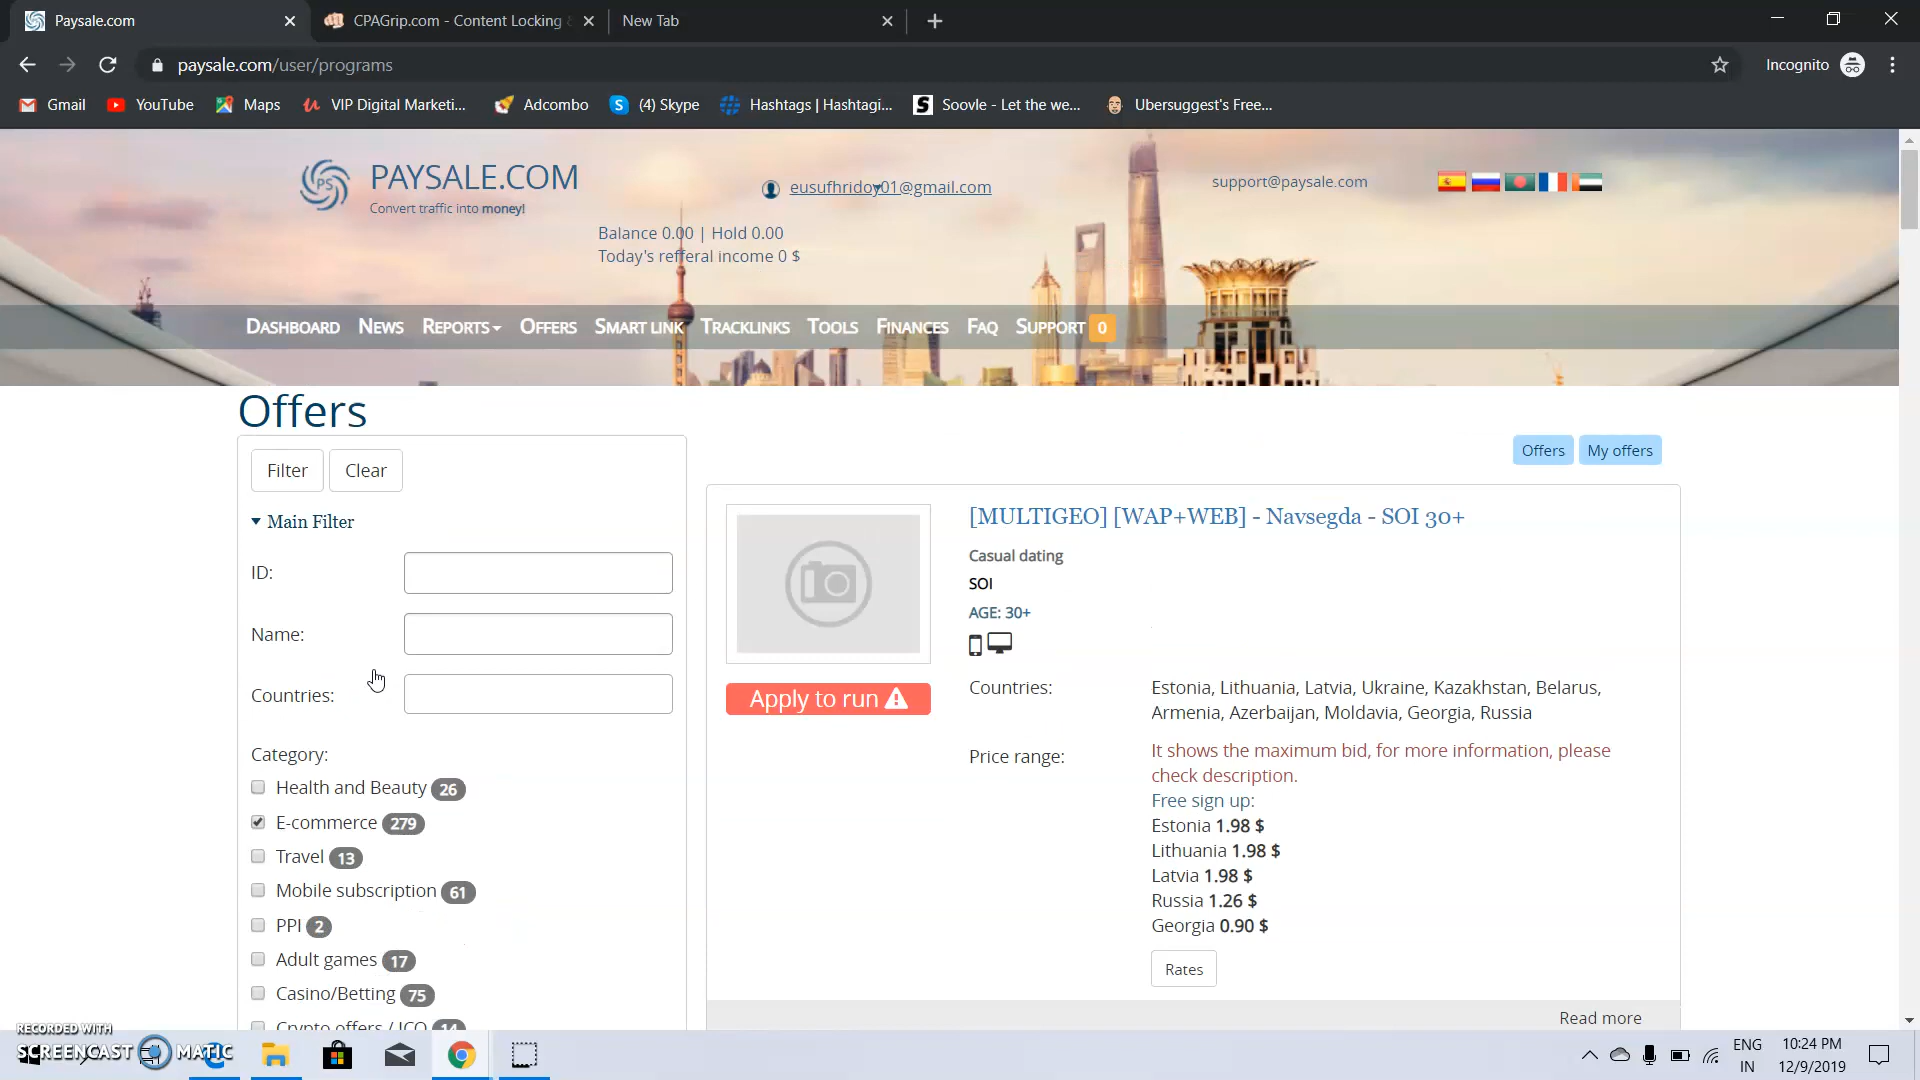 Paysale.com
CPAGrip.com - Content Locking
New Tab
paysale.com/user/programs
Incognito
Gmail
YouTube
Maps
VIP Digital Marketi...
Adcombo
(4) Skype
Hashtags | Hashtagi...
Soovle - Let the we...
Ubersuggest's Free...
PS
PAYSALE.COM
Convert traffic into money!
eusufhridoy01@gmail.com
support@paysale.com
Balance 0.00 | Hold 0.00
Today's refferal income 0 $
DASHBOARD NEWS REPORTS OFFERS SMART LINK TRACKLINKS TOOLS FINANCES FAQ SUPPORT 0
Offers
Filter Clear
Main Filter
ID:
Name:
Countries:
Category:
Health and Beauty 26
E-commerce 279
Travel 13
Mobile subscription 61
PPI 2
Adult games 17
Casino/Betting 75
Crypto offers / ICO 14
Offers My offers
[MULTIGEO] [WAP+WEB] - Navsegda - SOI 30+
Casual dating
SOI
AGE: 30+
Apply to run
Countries: Estonia, Lithuania, Latvia, Ukraine, Kazakhstan, Belarus,
Armenia, Azerbaijan, Moldavia, Georgia, Russia
Price range: It shows the maximum bid, for more information, please
check description.
Free sign up:
Estonia 1.98 $
Lithuania 1.98 $
Latvia 1.98 $
Russia 1.26 $
Georgia 0.90 $
Rates
Read more
RECORDED WITH
SCREENCAST MATIC
ENG
IN
10:24 PM
12/9/2019